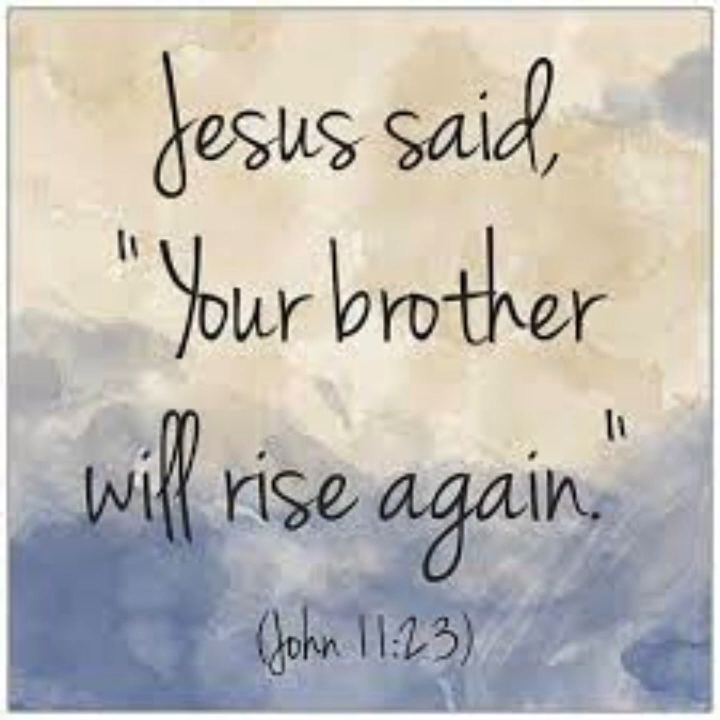 Jesus said,
"Your brother
will rise again."
(John 11:23)